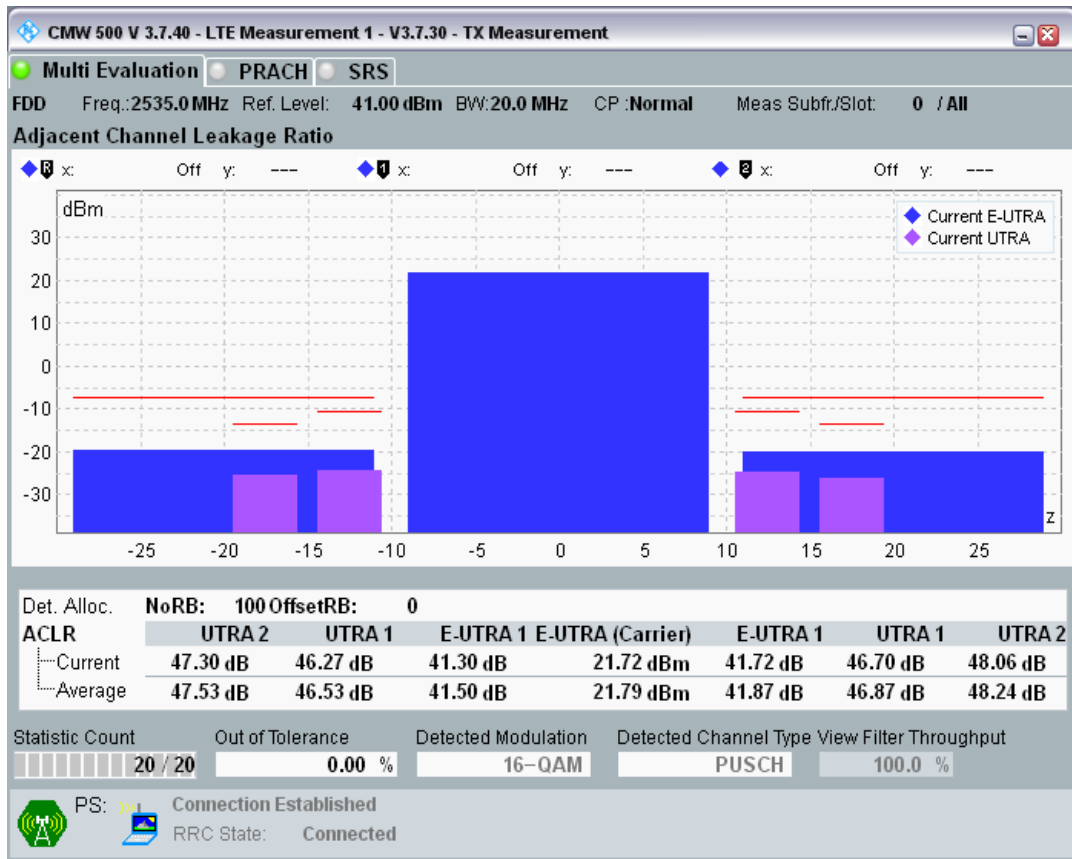 CMW 500 V 3.7.40 - LTE Measurement 1 - V3.7.30 - TX Measurement
Multi Evaluation PRACH SRS
FDD Freq.:2535.0 MHz Ref. Level: 41.00 dBm BW:20.0 MHz CP :Normal Meas Subfr./Slot: 0 / All
Adjacent Channel Leakage Ratio
R x: Off y: --- 1 x: Off y: --- 2 x: Off y: ---
dBm
Current E-UTRA
Current UTRA
30
20
10
0
-10
-20
-30
z
-25 -20 -15 -10 -5 0 5 10 15 20 25
Det. Alloc. NoRB: 100 OffsetRB: 0
ACLR UTRA 2 UTRA 1 E-UTRA 1 E-UTRA (Carrier) E-UTRA 1 UTRA 1 UTRA 2
Current 47.30 dB 46.27 dB 41.30 dB 21.72 dBm 41.72 dB 46.70 dB 48.06 dB
Average 47.53 dB 46.53 dB 41.50 dB 21.79 dBm 41.87 dB 46.87 dB 48.24 dB
Statistic Count Out of Tolerance Detected Modulation Detected Channel Type View Filter Throughput
20 / 20 0.00 % 16-QAM PUSCH 100.0 %
PS: Connection Established
RRC State: Connected